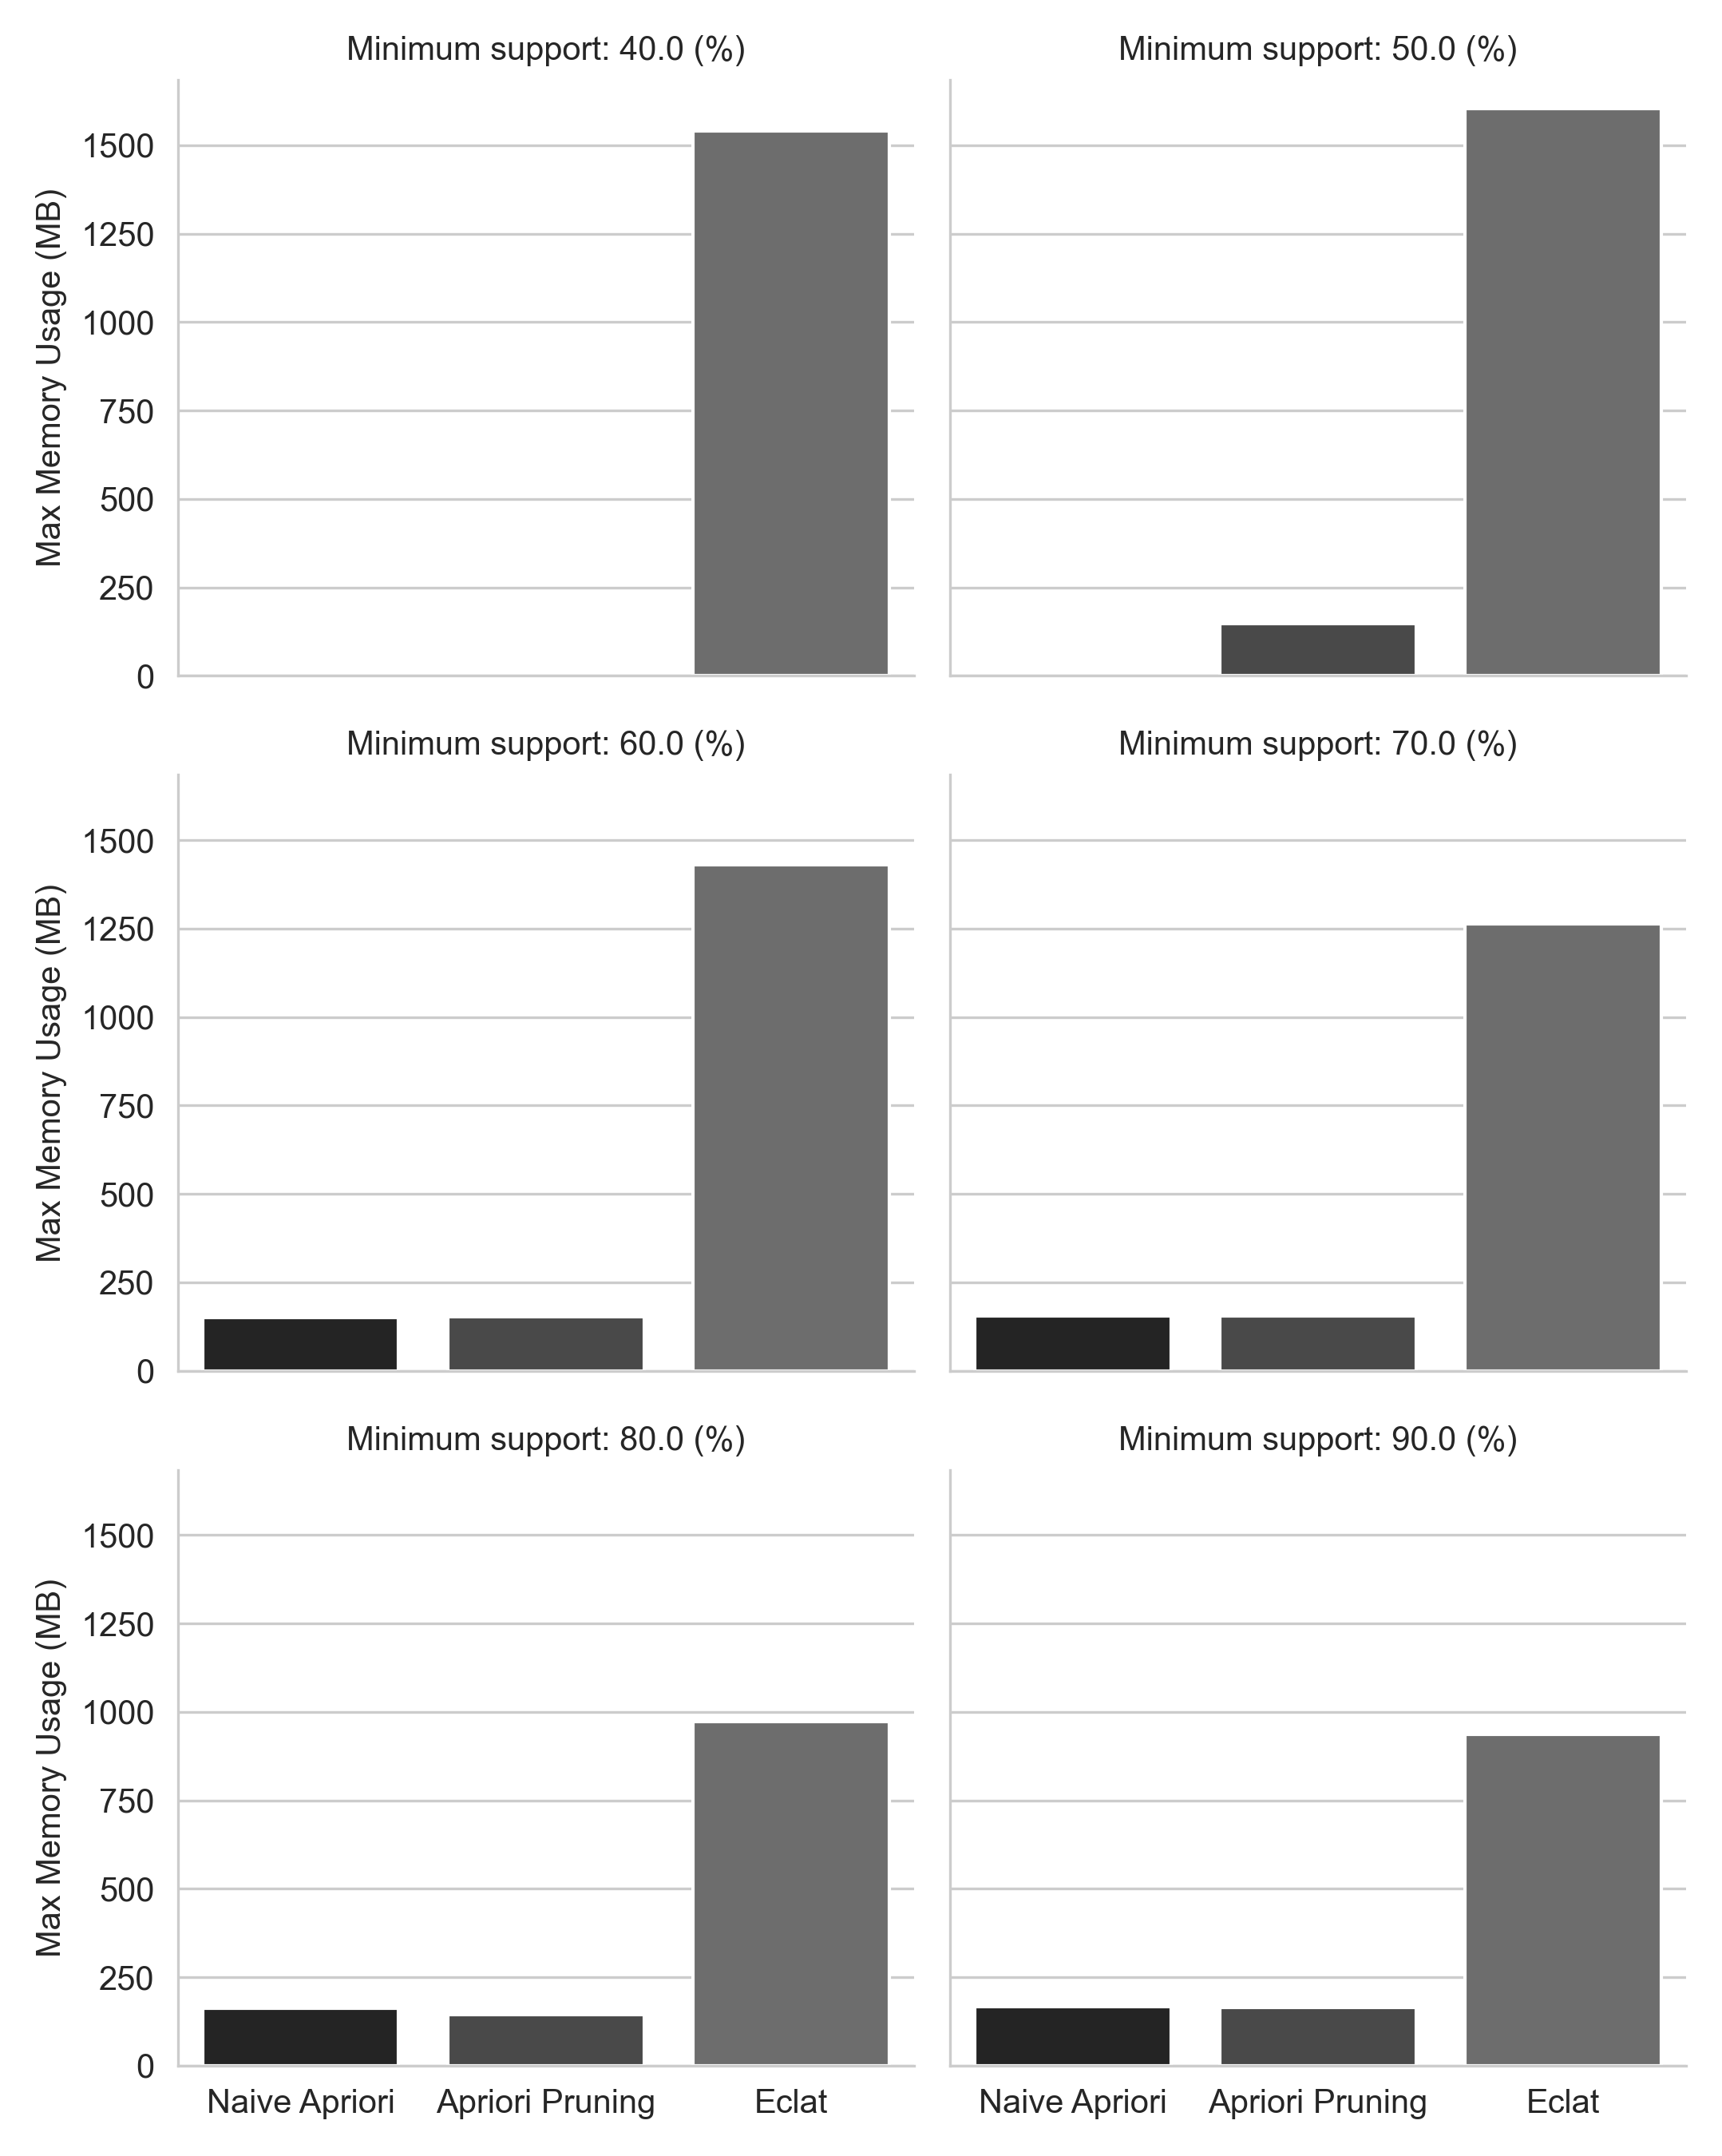 Minimum support: 40.0 (%)
Minimum support: 50.0 (%)
Max Memory Usage (MB)
1500
1250
1000
750
500
250
0
Minimum support: 60.0 (%)
Minimum support: 70.0 (%)
Max Memory Usage (MB)
1500
1250
1000
750
500
250
0
Minimum support: 80.0 (%)
Minimum support: 90.0 (%)
Max Memory Usage (MB)
1500
1250
1000
750
500
250
0
Naive Apriori
Apriori Pruning
Eclat
Naive Apriori
Apriori Pruning
Eclat